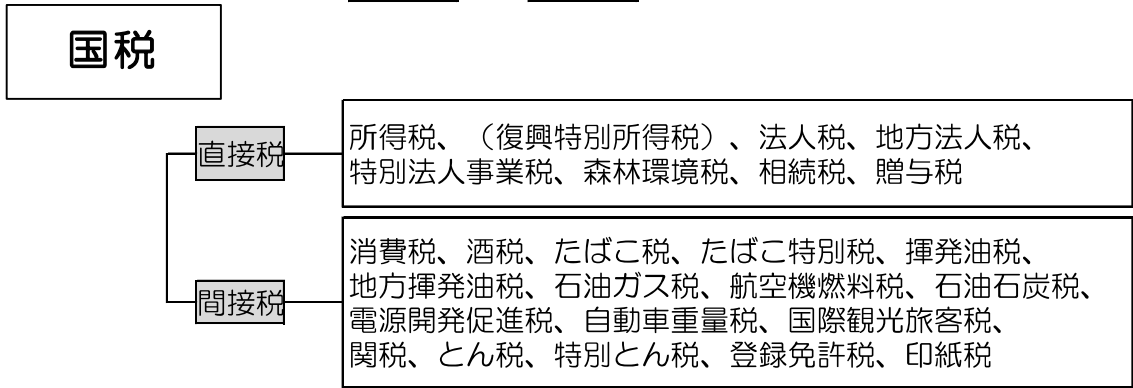 国税
直接税
所得税、（復興特別所得税）、法人税、地方法人税、
特別法人事業税、森林環境税、相続税、贈与税
間接税
消費税、酒税、たばこ税、たばこ特別税、揮発油税、
地方揮発油税、石油ガス税、航空機燃料税、石油石炭税、
電源開発促進税、自動車重量税、国際観光旅客税、
関税、とん税、特別とん税、登録免許税、印紙税